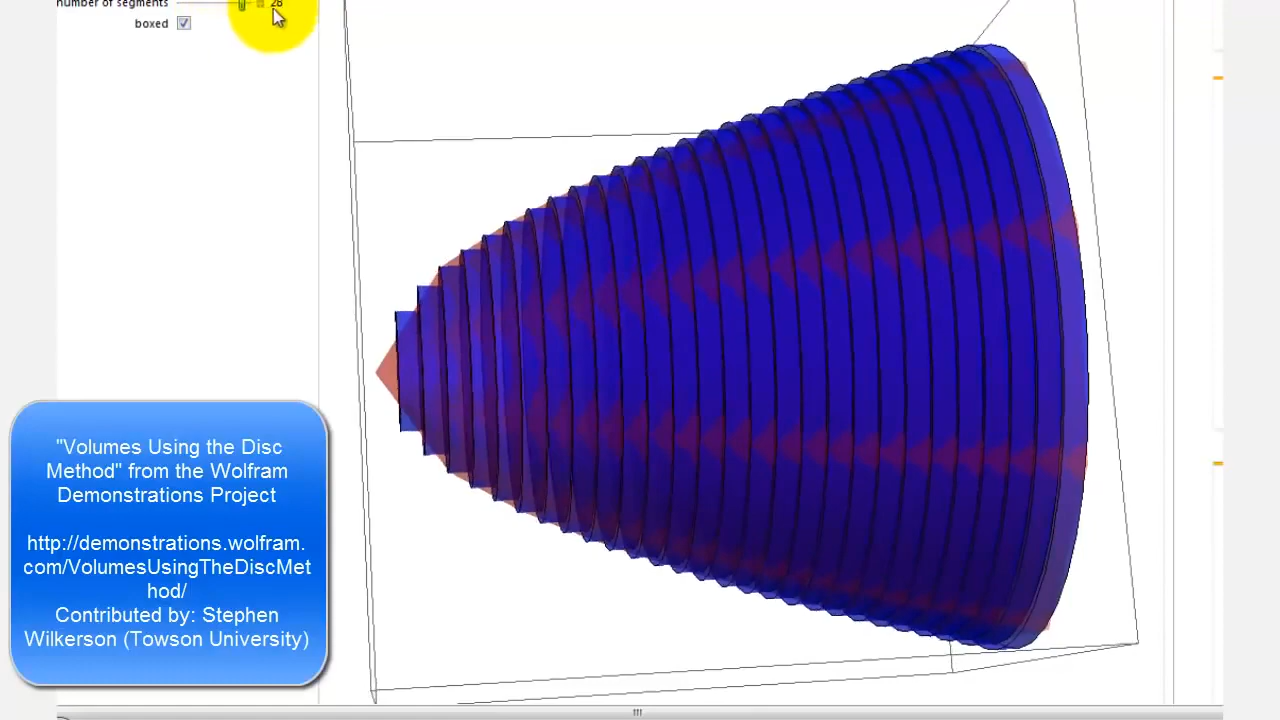 number of segments 28
boxed
"Volumes Using the Disc
Method" from the Wolfram
Demonstrations Project
http://demonstrations.wolfram.
com/VolumesUsingTheDiscMet
hod/
Contributed by: Stephen
Wilkerson (Towson University)